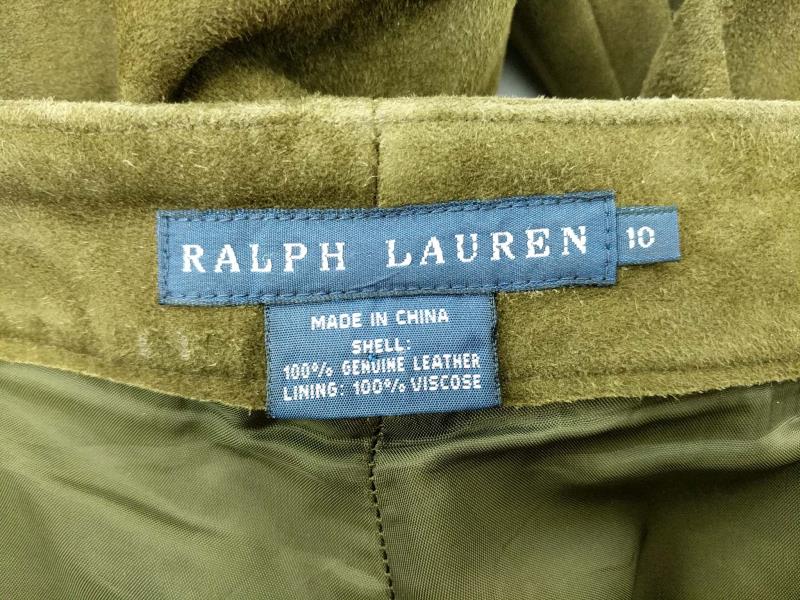 RALPH LAUREN 10
MADE IN CHINA
SHELL:
100% GENUINE LEATHER
LINING: 100% VISCOSE